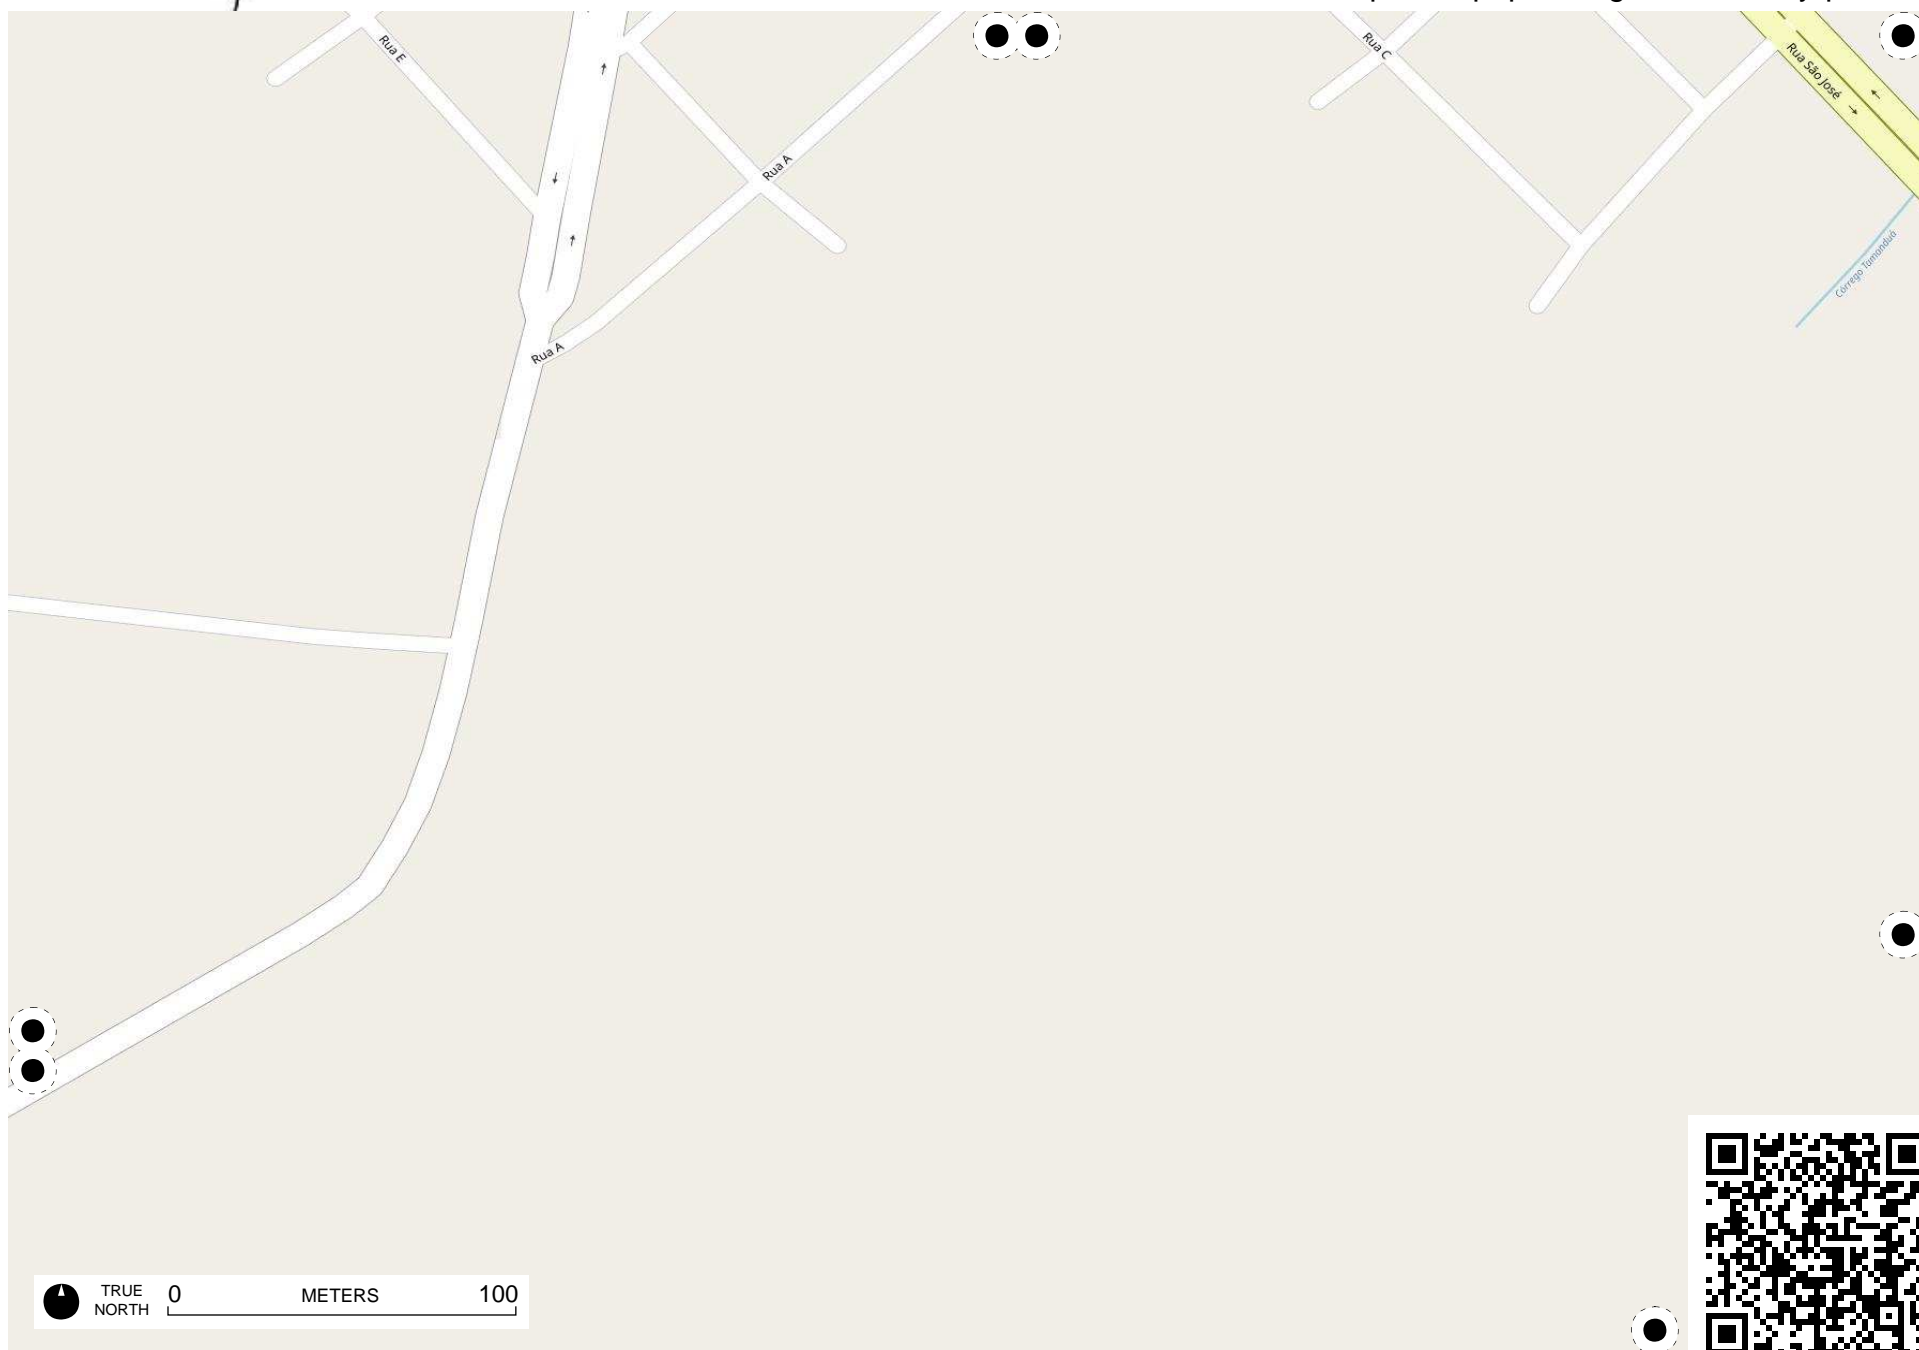 Rua E
Rua C
Rua São José
Rua A
Córrego Tamanduá
Rua A
TRUE
NORTH
0 METERS 100